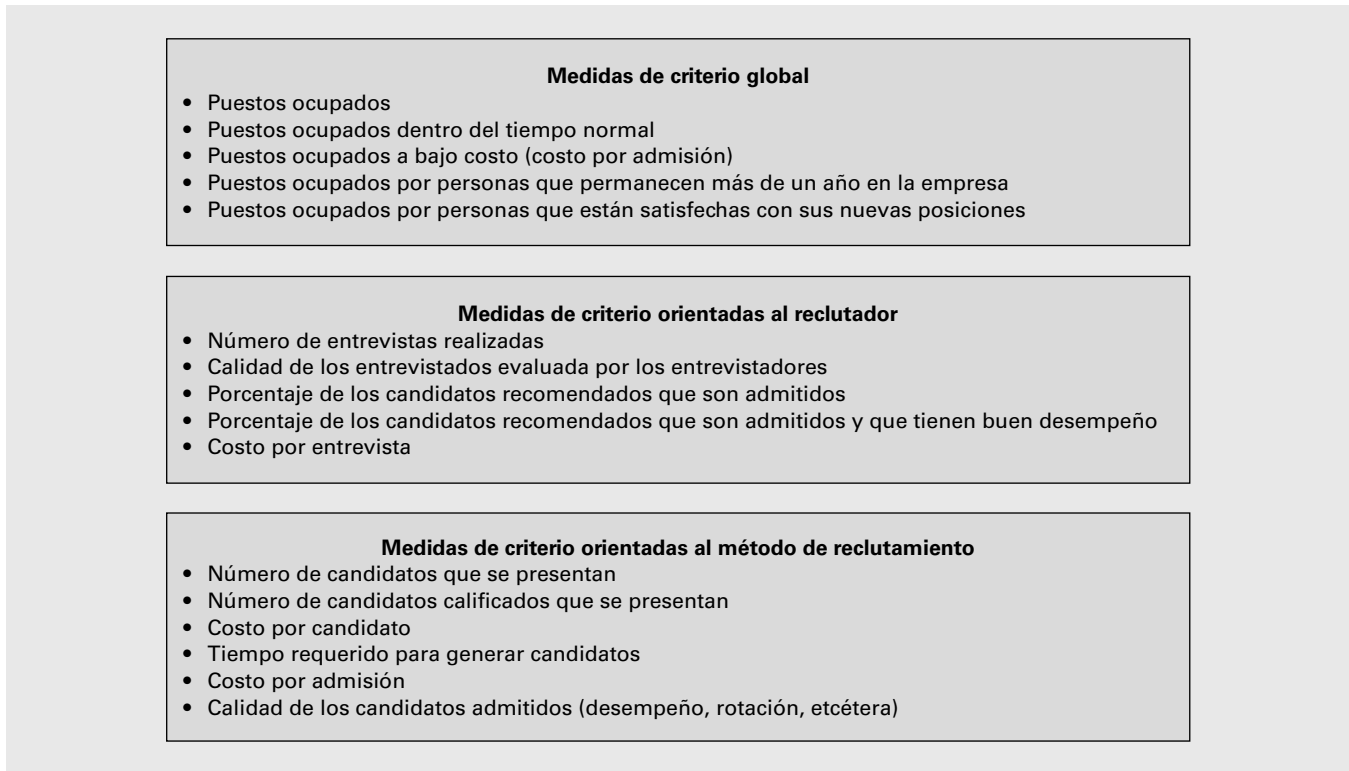 Medidas de criterio global
• Puestos ocupados
• Puestos ocupados dentro del tiempo normal
• Puestos ocupados a bajo costo (costo por admisión)
• Puestos ocupados por personas que permanecen más de un año en la empresa
• Puestos ocupados por personas que están satisfechas con sus nuevas posiciones
Medidas de criterio orientadas al reclutador
• Número de entrevistas realizadas
• Calidad de los entrevistados evaluada por los entrevistadores
• Porcentaje de los candidatos recomendados que son admitidos
• Porcentaje de los candidatos recomendados que son admitidos y que tienen buen desempeño
• Costo por entrevista
Medidas de criterio orientadas al método de reclutamiento
• Número de candidatos que se presentan
• Número de candidatos calificados que se presentan
• Costo por candidato
• Tiempo requerido para generar candidatos
• Costo por admisión
• Calidad de los candidatos admitidos (desempeño, rotación, etcétera)